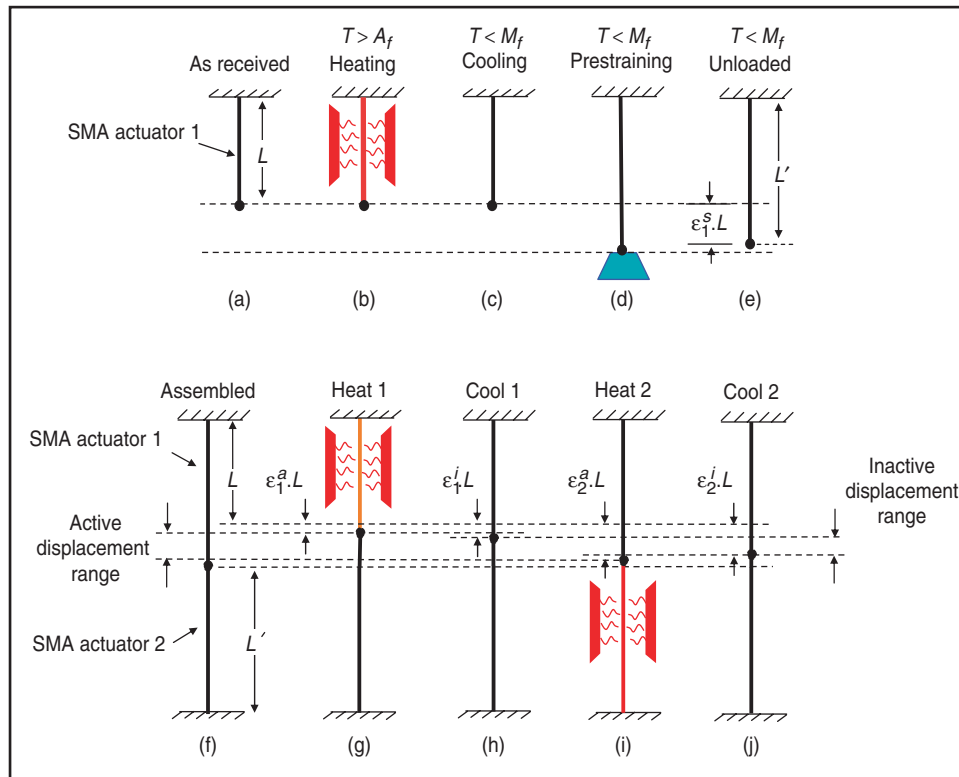 T > A_f T < M_f T < M_f T < M_f
As received Heating Cooling Prestraining Unloaded
SMA actuator 1
L
L'
ε_1^s.L
(a) (b) (c) (d) (e)
Assembled Heat 1 Cool 1 Heat 2 Cool 2
SMA actuator 1
L
ε_1^a.L ε_1^i.L ε_2^a.L ε_2^i.L
Inactive
displacement
range
Active
displacement
range
SMA actuator 2
L'
(f) (g) (h) (i) (j)